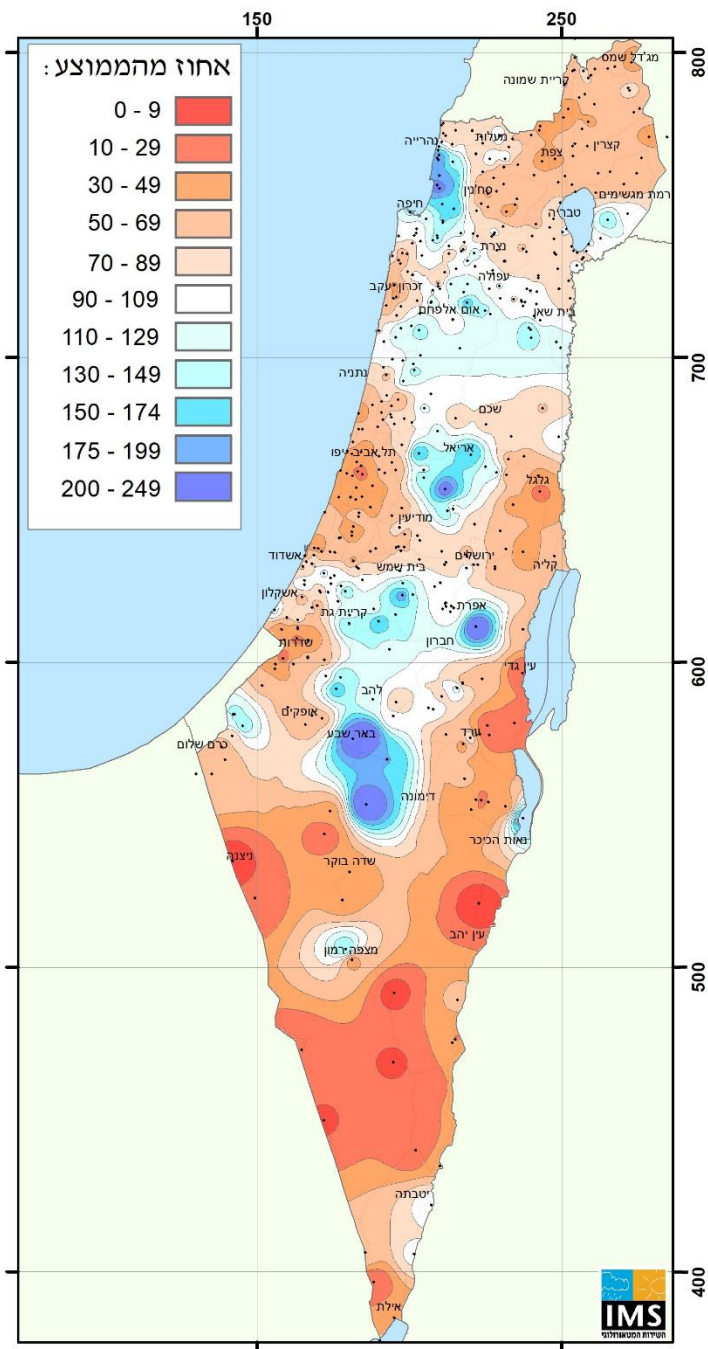 150
250
אחוז מהממוצע:
0 - 9
10 - 29
30 - 49
50 - 69
70 - 89
90 - 109
110 - 129
130 - 149
150 - 174
175 - 199
200 - 249
800
מג'דל שמס
קריית שמונה
מעלות
נהרייה
קצרין
צפת
סח'נין
רמת מגשימים
חיפה
טבריה
נצרת
עפולה
זכרון יעקב
אום אלפחם
בית שאן
700
נתניה
שכם
אריאל
תל אביב-יפו
גלגל
מודיעין
ירושלים
אשדוד
קליה
בית שמש
אשקלון
אפרת
קריית גת
חברון
שדרות
600
עין גדי
להב
אופקים
באר שבע
ערד
כרם שלום
דימונה
נאות הכיכר
ניצנה
שדה בוקר
עין יהב
מצפה רמון
500
יטבתה
400
אילת
IMS
השירות המטאורולוגי